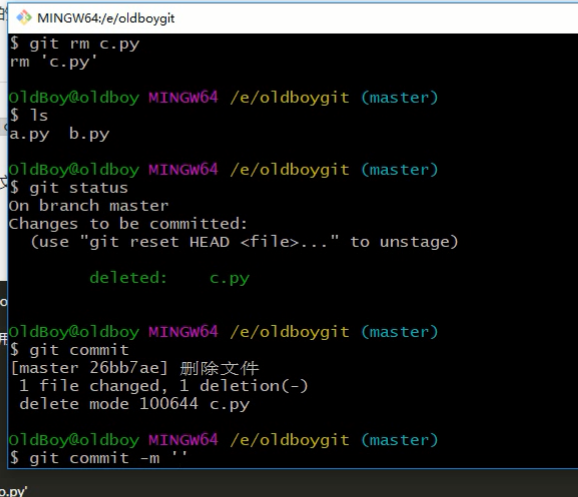 MINGW64:/e/oldboygit
$ git rm c.py
rm 'c.py'
OldBoy@oldboy MINGW64 /e/oldboygit (master)
$ ls
a.py  b.py
OldBoy@oldboy MINGW64 /e/oldboygit (master)
$ git status
On branch master
Changes to be committed:
  (use "git reset HEAD <file>..." to unstage)
        deleted:    c.py
OldBoy@oldboy MINGW64 /e/oldboygit (master)
$ git commit
[master 26bb7ae] 删除文件
 1 file changed, 1 deletion(-)
 delete mode 100644 c.py
OldBoy@oldboy MINGW64 /e/oldboygit (master)
$ git commit -m ''
o.py'